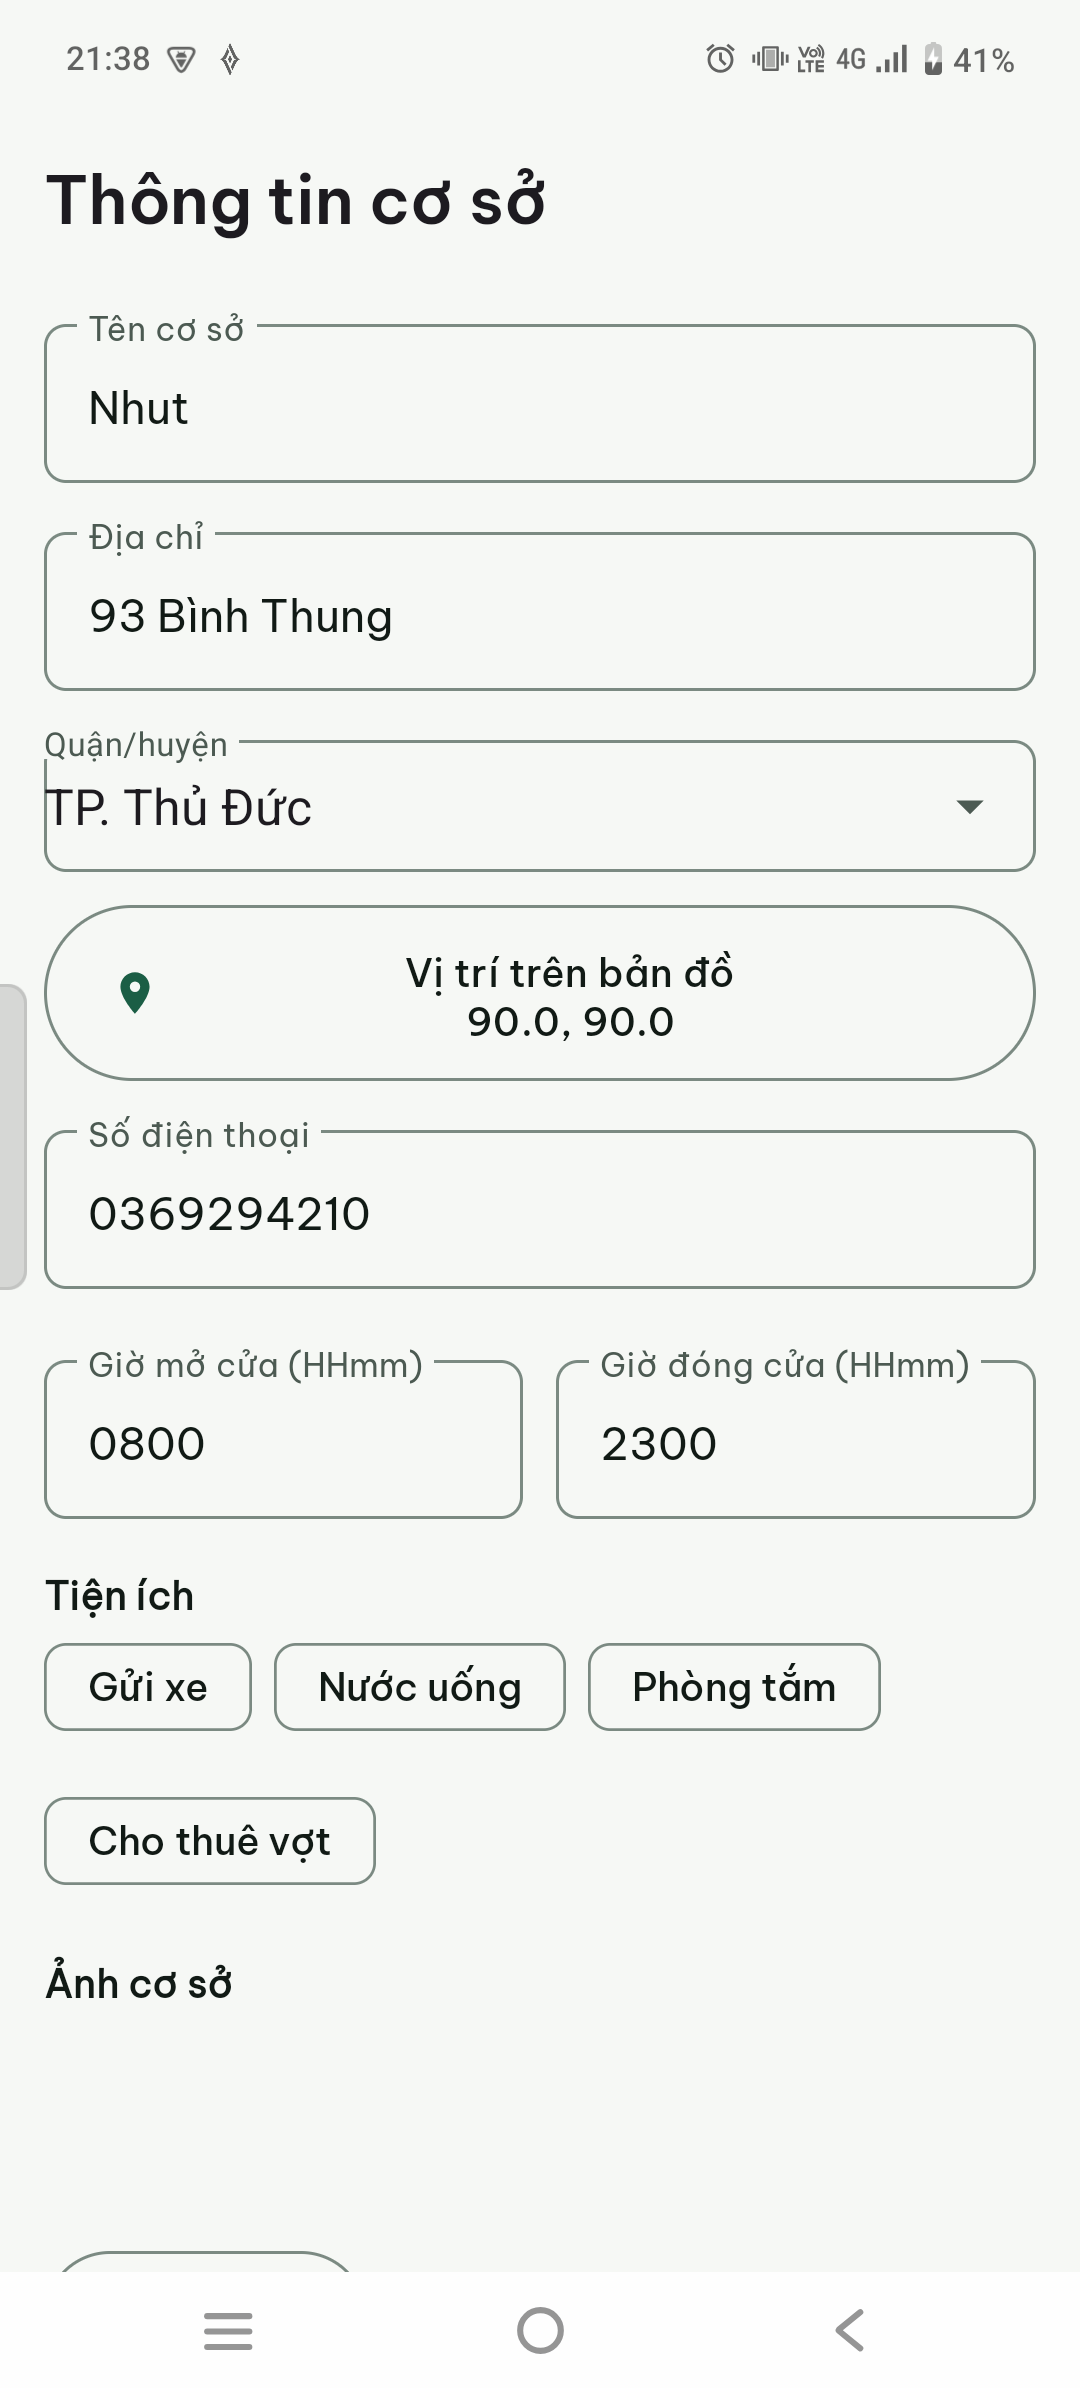 21:38 4G 41%
Thông tin cơ sở
Tên cơ sở
Nhut
Địa chỉ
93 Bình Thung
Quận/huyện
TP. Thủ Đức
Vị trí trên bản đồ
90.0, 90.0
Số điện thoại
0369294210
Giờ mở cửa (HHmm) Giờ đóng cửa (HHmm)
0800 2300
Tiện ích
Gửi xe Nước uống Phòng tắm
Cho thuê vợt
Ảnh cơ sở